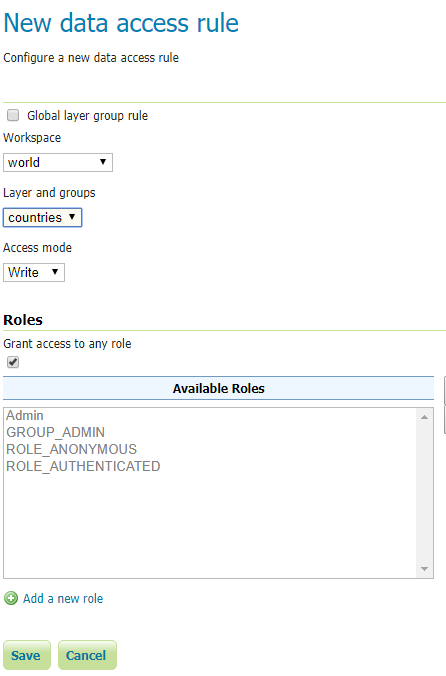 New data access rule
Configure a new data access rule
Global layer group rule
Workspace
world
Layer and groups
countries
Access mode
Write
Roles
Grant access to any role
Available Roles
Admin
GROUP_ADMIN
ROLE_ANONYMOUS
ROLE_AUTHENTICATED
Add a new role
Save Cancel